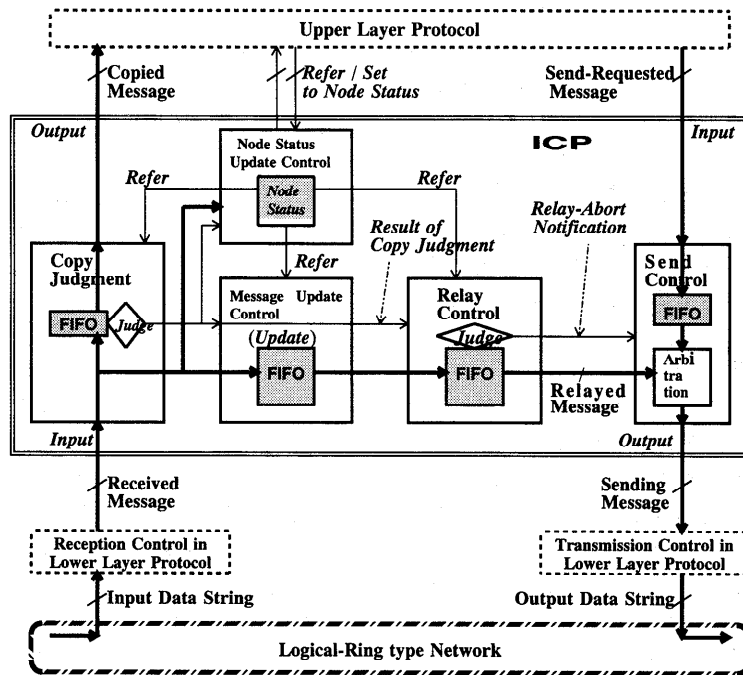 Upper Layer Protocol
Copied
Message
Refer / Set
to Node Status
Send-Requested
Message
Output
ICP
Input
Node Status
Update Control
Refer
Node
Status
Refer
Relay-Abort
Notification
Result of
Copy Judgment
Copy
Judgment
Refer
Send
Control
Message Update
Control
Relay
Control
FIFO
Judge
(Update)
Judge
FIFO
FIFO
FIFO
Arbi
tra
tion
Relayed
Message
Input
Output
Received
Message
Sending
Message
Reception Control in
Lower Layer Protocol
Transmission Control in
Lower Layer Protocol
Input Data String
Output Data String
Logical-Ring type Network